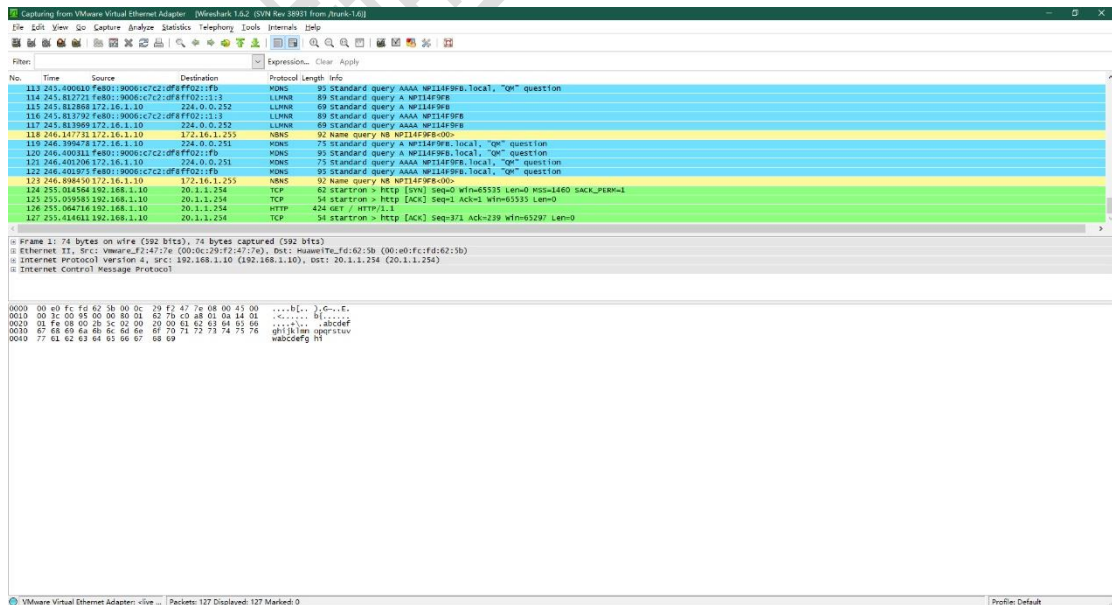 Capturing from VMware Virtual Ethernet Adapter [Wireshark 1.6.2 (SVN Rev 38931 from /trunk-1.6)]
File Edit View Go Capture Analyze Statistics Telephony Tools Internals Help
Filter: Expression... Clear Apply
No. Time Source Destination Protocol Length Info
113 245.400610 fe80::9006:c7c2:df8ff02::fb MDNS 95 Standard query AAAA NPI14F9FB.local, "QM" question
114 245.812721 fe80::9006:c7c2:df8ff02::1:3 LLMNR 89 Standard query A NPI14F9FB
115 245.812868 172.16.1.10 224.0.0.252 LLMNR 69 Standard query A NPI14F9FB
116 245.813792 fe80::9006:c7c2:df8ff02::1:3 LLMNR 89 Standard query AAAA NPI14F9FB
117 245.813969 172.16.1.10 224.0.0.252 LLMNR 69 Standard query AAAA NPI14F9FB
118 246.147731 172.16.1.10 172.16.1.255 NBNS 92 Name query NB NPI14F9FB<00>
119 246.399478 172.16.1.10 224.0.0.251 MDNS 75 Standard query A NPI14F9FB.local, "QM" question
120 246.400311 fe80::9006:c7c2:df8ff02::fb MDNS 95 Standard query A NPI14F9FB.local, "QM" question
121 246.401206 172.16.1.10 224.0.0.251 MDNS 75 Standard query AAAA NPI14F9FB.local, "QM" question
122 246.401975 fe80::9006:c7c2:df8ff02::fb MDNS 95 Standard query AAAA NPI14F9FB.local, "QM" question
123 246.898450 172.16.1.10 172.16.1.255 NBNS 92 Name query NB NPI14F9FB<00>
124 255.014564 192.168.1.10 20.1.1.254 TCP 62 startron > http [SYN] Seq=0 Win=65535 Len=0 MSS=1460 SACK_PERM=1
125 255.059585 192.168.1.10 20.1.1.254 TCP 54 startron > http [ACK] Seq=1 Ack=1 Win=65535 Len=0
126 255.064716 192.168.1.10 20.1.1.254 HTTP 424 GET / HTTP/1.1
127 255.414611 192.168.1.10 20.1.1.254 TCP 54 startron > http [ACK] Seq=371 Ack=239 Win=65297 Len=0
Frame 1: 74 bytes on wire (592 bits), 74 bytes captured (592 bits)
Ethernet II, Src: Vmware_f2:47:7e (00:0c:29:f2:47:7e), Dst: HuaweiTe_fd:62:5b (00:e0:fc:fd:62:5b)
Internet Protocol Version 4, Src: 192.168.1.10 (192.168.1.10), Dst: 20.1.1.254 (20.1.1.254)
Internet Control Message Protocol
0000 00 e0 fc fd 62 5b 00 0c 29 f2 47 7e 08 00 45 00 ....b[.. ).G~..E.
0010 00 3c 00 95 00 00 80 01 62 7b c0 a8 01 0a 14 01 .<...... b{......
0020 01 fe 08 00 2b 5c 02 00 20 00 61 62 63 64 65 66 ....+\.. .abcdef
0030 67 68 69 6a 6b 6c 6d 6e 6f 70 71 72 73 74 75 76 ghijklmn opqrstuv
0040 77 61 62 63 64 65 66 67 68 69 wabcdefg hi
VMware Virtual Ethernet Adapter: <live ... Packets: 127 Displayed: 127 Marked: 0 Profile: Default